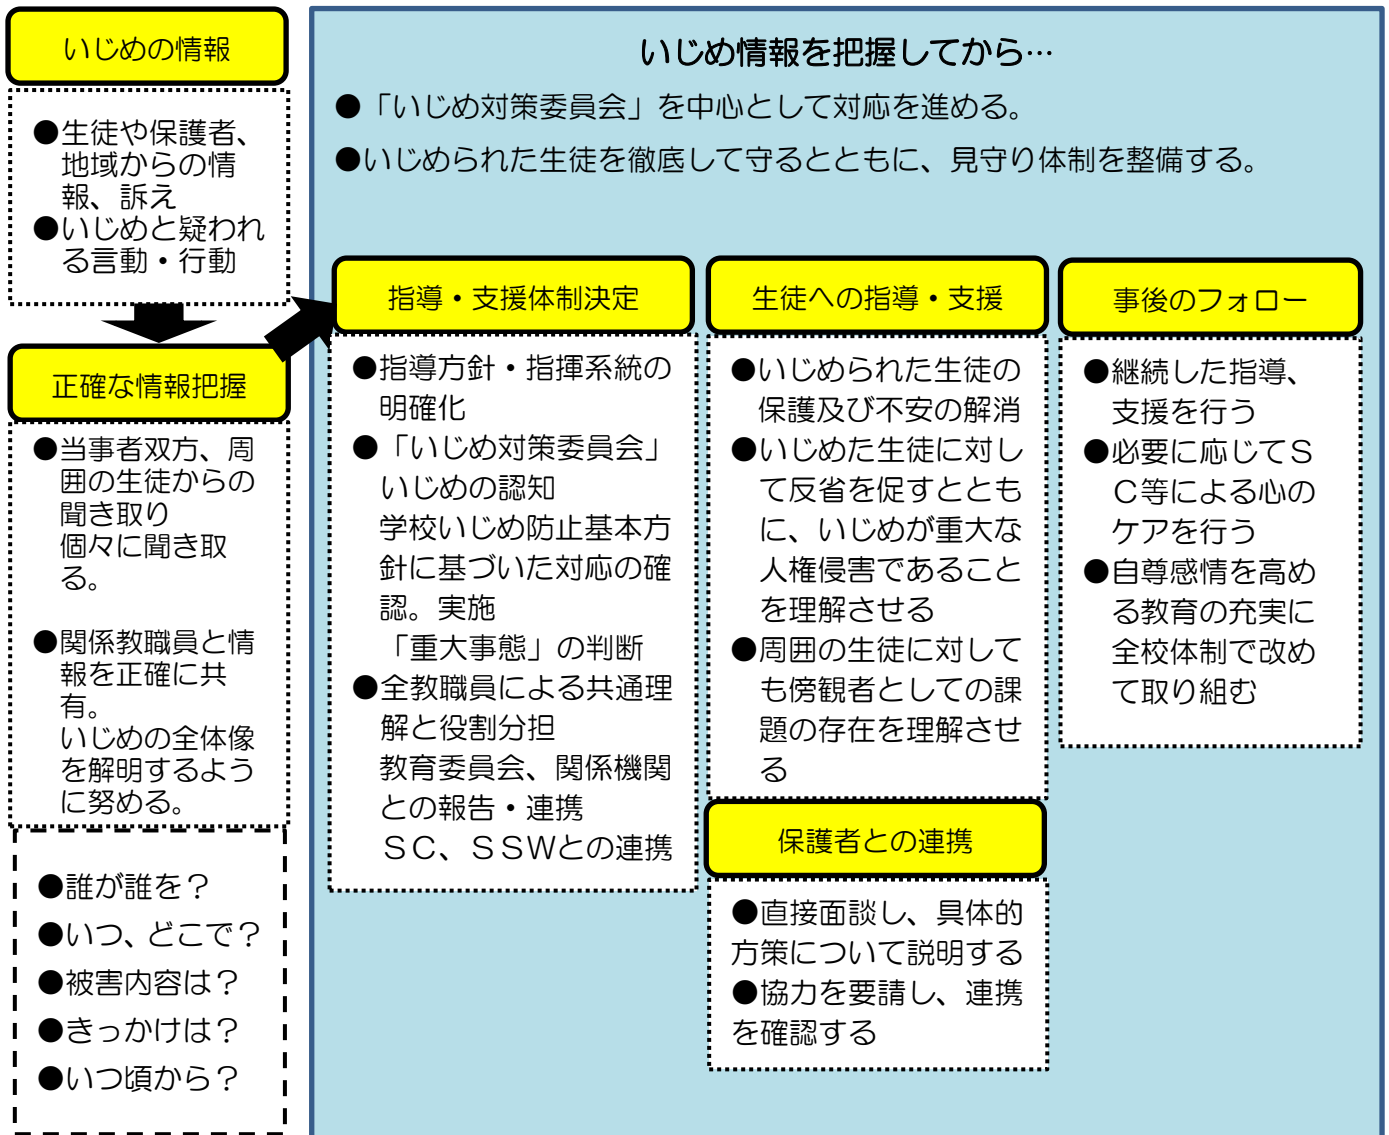 いじめの情報
●生徒や保護者、
地域からの情
報、訴え
●いじめと疑われ
る言動・行動
正確な情報把握
●当事者双方、周
囲の生徒からの
聞き取り
個々に聞き取
る。
●関係教職員と情
報を正確に共
有。
いじめの全体像
を解明するよう
に努める。
●誰が誰を？
●いつ、どこで？
●被害内容は？
●きっかけは？
●いつ頃から？
いじめ情報を把握してから…
●「いじめ対策委員会」を中心として対応を進める。
●いじめられた生徒を徹底して守るとともに、見守り体制を整備する。
指導・支援体制決定
●指導方針・指揮系統の
明確化
●「いじめ対策委員会」
いじめの認知
学校いじめ防止基本方
針に基づいた対応の確
認。実施
「重大事態」の判断
●全教職員による共通理
解と役割分担
教育委員会、関係機関
との報告・連携
ＳＣ、ＳＳＷとの連携
生徒への指導・支援
●いじめられた生徒の
保護及び不安の解消
●いじめた生徒に対し
て反省を促すととも
に、いじめが重大な
人権侵害であること
を理解させる
●周囲の生徒に対して
も傍観者としての課
題の存在を理解させ
る
保護者との連携
●直接面談し、具体的
方策について説明する
●協力を要請し、連携
を確認する
事後のフォロー
●継続した指導、
支援を行う
●必要に応じてＳ
Ｃ等による心の
ケアを行う
●自尊感情を高め
る教育の充実に
全校体制で改め
て取り組む